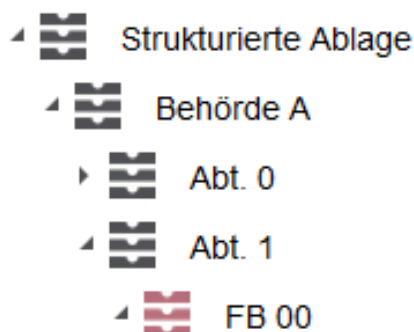 Strukturierte Ablage
Behörde A
Abt. 0
Abt. 1
FB 00